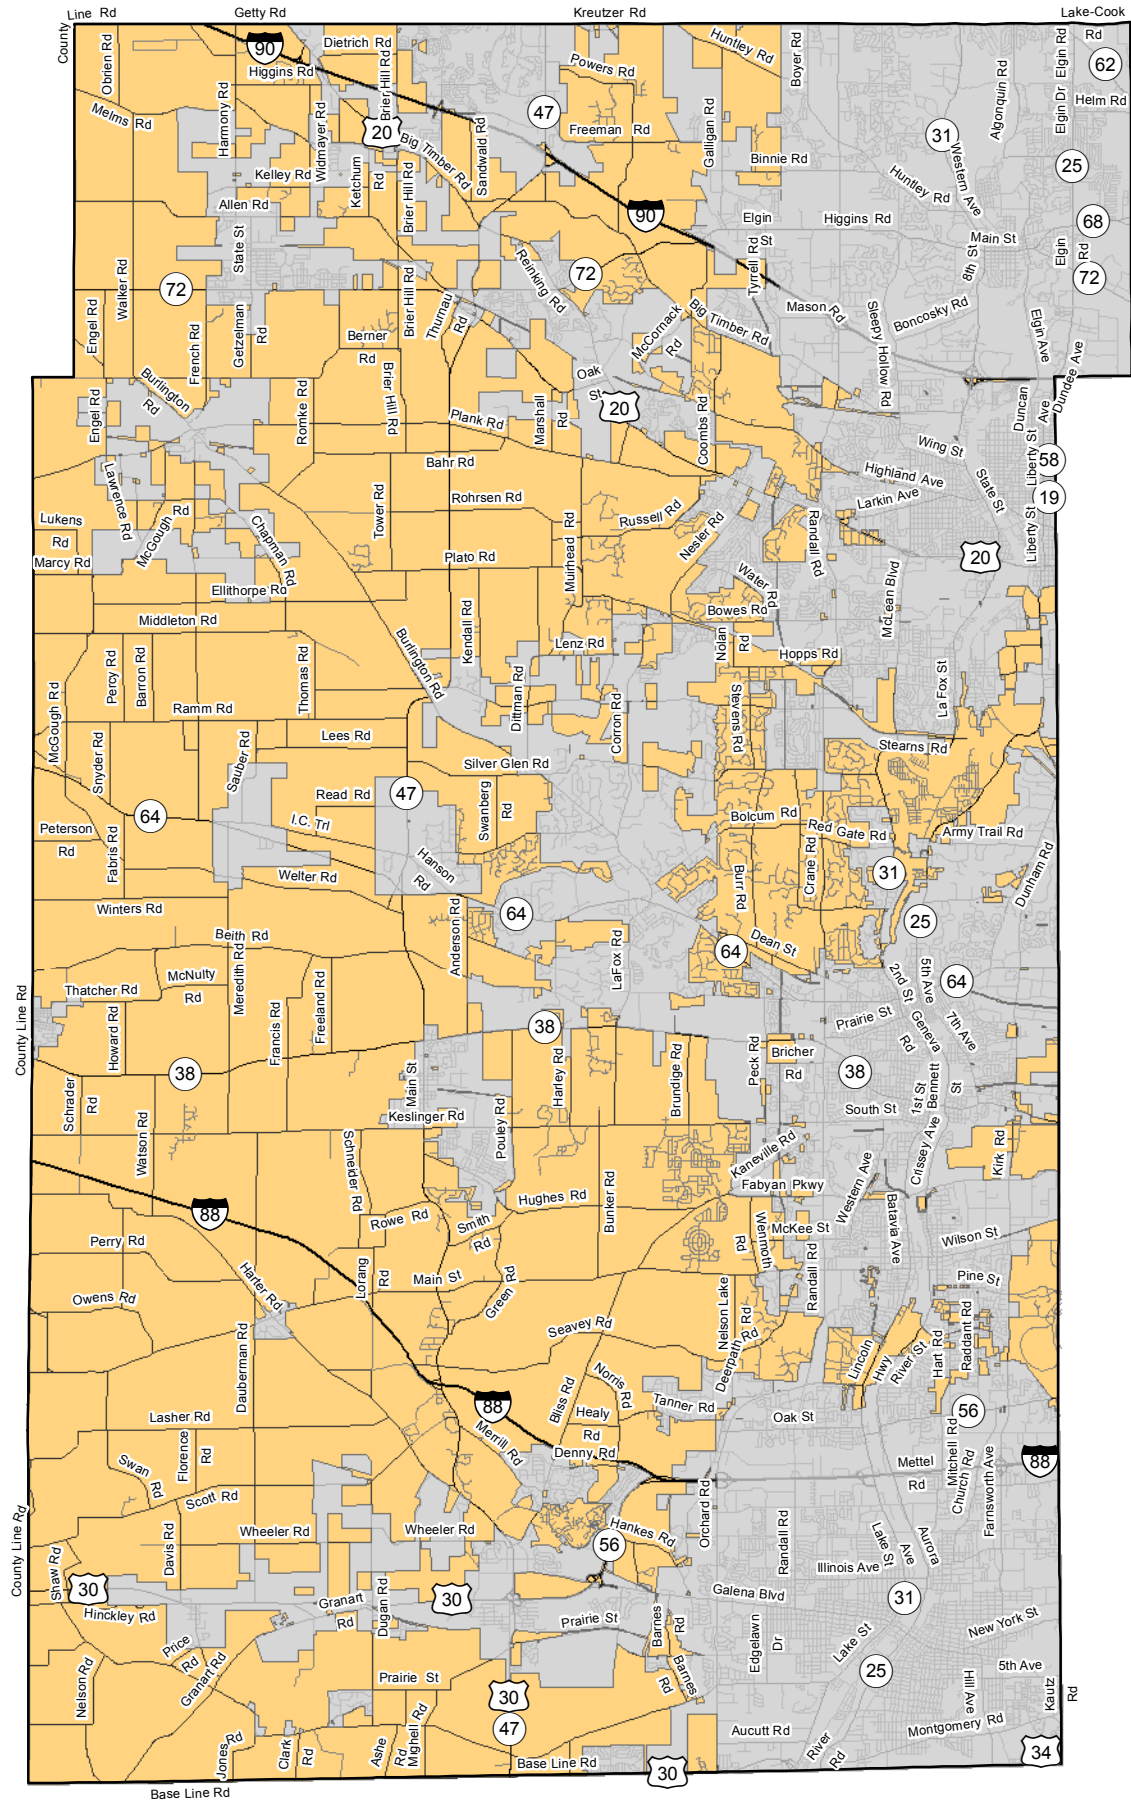 Line Rd
Getty Rd
Kreutzer Rd
Lake-Cook
Rd
County
Obrien Rd
90
Dietrich Rd
Higgins Rd
Brier Hill Rd
Huntley Rd
Boyer Rd
Elgin Rd
62
Powers Rd
Algonquin Rd
Helm Rd
Melms Rd
Harmony Rd
Widmayer Rd
20
Big Timber Rd
Sandwald Rd
47
Freeman Rd
Galligan Rd
Binnie Rd
31
Western Ave
Elgin Dr
25
Kelley Rd
Ketchum
Rd
Brier Hill Rd
Huntley Rd
Allen Rd
State St
90
Elgin
St
Higgins Rd
Main St
68
Elgin
Rd
72
Walker Rd
72
Reinking Rd
72
Tyrrell Rd
8th St
Engel Rd
French Rd
Getzelman
Rd
Berner
Rd
Brier Hill Rd
Thurnau
Rd
McCornack
Rd
Big Timber Rd
Mason Rd
Sleepy Hollow Rd
Boncosky Rd
Elgin Ave
Dundee Ave
Burlington
Rd
Engel Rd
Romke Rd
Brier Hill Rd
Plank Rd
Marshall
Rd
Oak
St
20
Coombs Rd
Duncan
Ave
Wing St
Liberty St
58
Bahr Rd
Highland Ave
State St
Larkin Ave
19
Lawrence Rd
Lukens
Rd
Marcy Rd
McGough Rd
Chapman Rd
Tower Rd
Rohrsen Rd
Muirhead Rd
Russell Rd
Nesler Rd
Randall Rd
Liberty St
20
Plato Rd
Ellithorpe Rd
Water Rd
McLean Blvd
Middleton Rd
Bowes Rd
Percy Rd
Barron Rd
Thomas Rd
Burlington Rd
Kendall Rd
Lenz Rd
Nolan
Rd
Hopps Rd
McGough Rd
Ramm Rd
Dittman Rd
Corron Rd
Stevens Rd
La Fox St
Snyder Rd
Sauber Rd
Lees Rd
Silver Glen Rd
Stearns Rd
64
Read Rd
47
Swanberg
Rd
Bolcum Rd
Red Gate Rd
Army Trail Rd
Peterson
Rd
Fabris Rd
I.C. Trl
Hanson
Rd
Welter Rd
Burr Rd
Crane Rd
31
Dunham Rd
Winters Rd
Anderson Rd
64
25
Beith Rd
LaFox Rd
64
Dean St
Thatcher Rd
McNulty
Rd
Meredith Rd
Freeland Rd
Francis Rd
2nd St
5th Ave
64
County Line Rd
Howard Rd
38
38
Prairie St
Geneva
Rd
7th Ave
Schrader
Rd
Watson Rd
Main St
Keslinger Rd
Pouley Rd
Harley Rd
Brundige Rd
Peck Rd
Bricher
Rd
38
South St
1st St
Bennett
St
Schneider Rd
Kaneville Rd
Crissey Ave
Kirk Rd
88
Rowe Rd
Smith
Rd
Hughes Rd
Bunker Rd
Fabyan Pkwy
Western Ave
Perry Rd
Harter Rd
Lorang
Rd
Main St
Green Rd
Wenmoth
Rd
McKee St
Randall Rd
Batavia Ave
Wilson St
Owens Rd
Pine St
Dauberman Rd
Seavey Rd
Nelson Lake
Rd
Deerpath Rd
Lincoln
Hwy
River St
Hart Rd
Raddant Rd
Lasher Rd
88
Bliss Rd
Norris Rd
Healy
Rd
Tanner Rd
Oak St
56
Swan
Rd
Florence
Rd
Merrill Rd
Denny Rd
Mettel
Rd
Mitchell Rd
Church Rd
Farnsworth Ave
88
County Line Rd
Scott Rd
Davis Rd
Wheeler Rd
Wheeler Rd
Hankes Rd
56
Orchard Rd
Randall Rd
Lake St
Ave
Aurora
Shaw Rd
30
Hinckley Rd
Granart
Rd
Dugan Rd
30
Illinois Ave
Galena Blvd
31
Price
Rd
Prairie St
Barnes
Rd
Edgelawn
Dr
Lake St
New York St
Nelson Rd
Granart Rd
Prairie St
Barnes
Rd
25
5th Ave
Hill Ave
Kautz
Rd
30
47
Jones Rd
Clark
Rd
Ashe
Rd
Mighell Rd
Base Line Rd
Aucutt Rd
River
Rd
Montgomery Rd
34
30
Base Line Rd